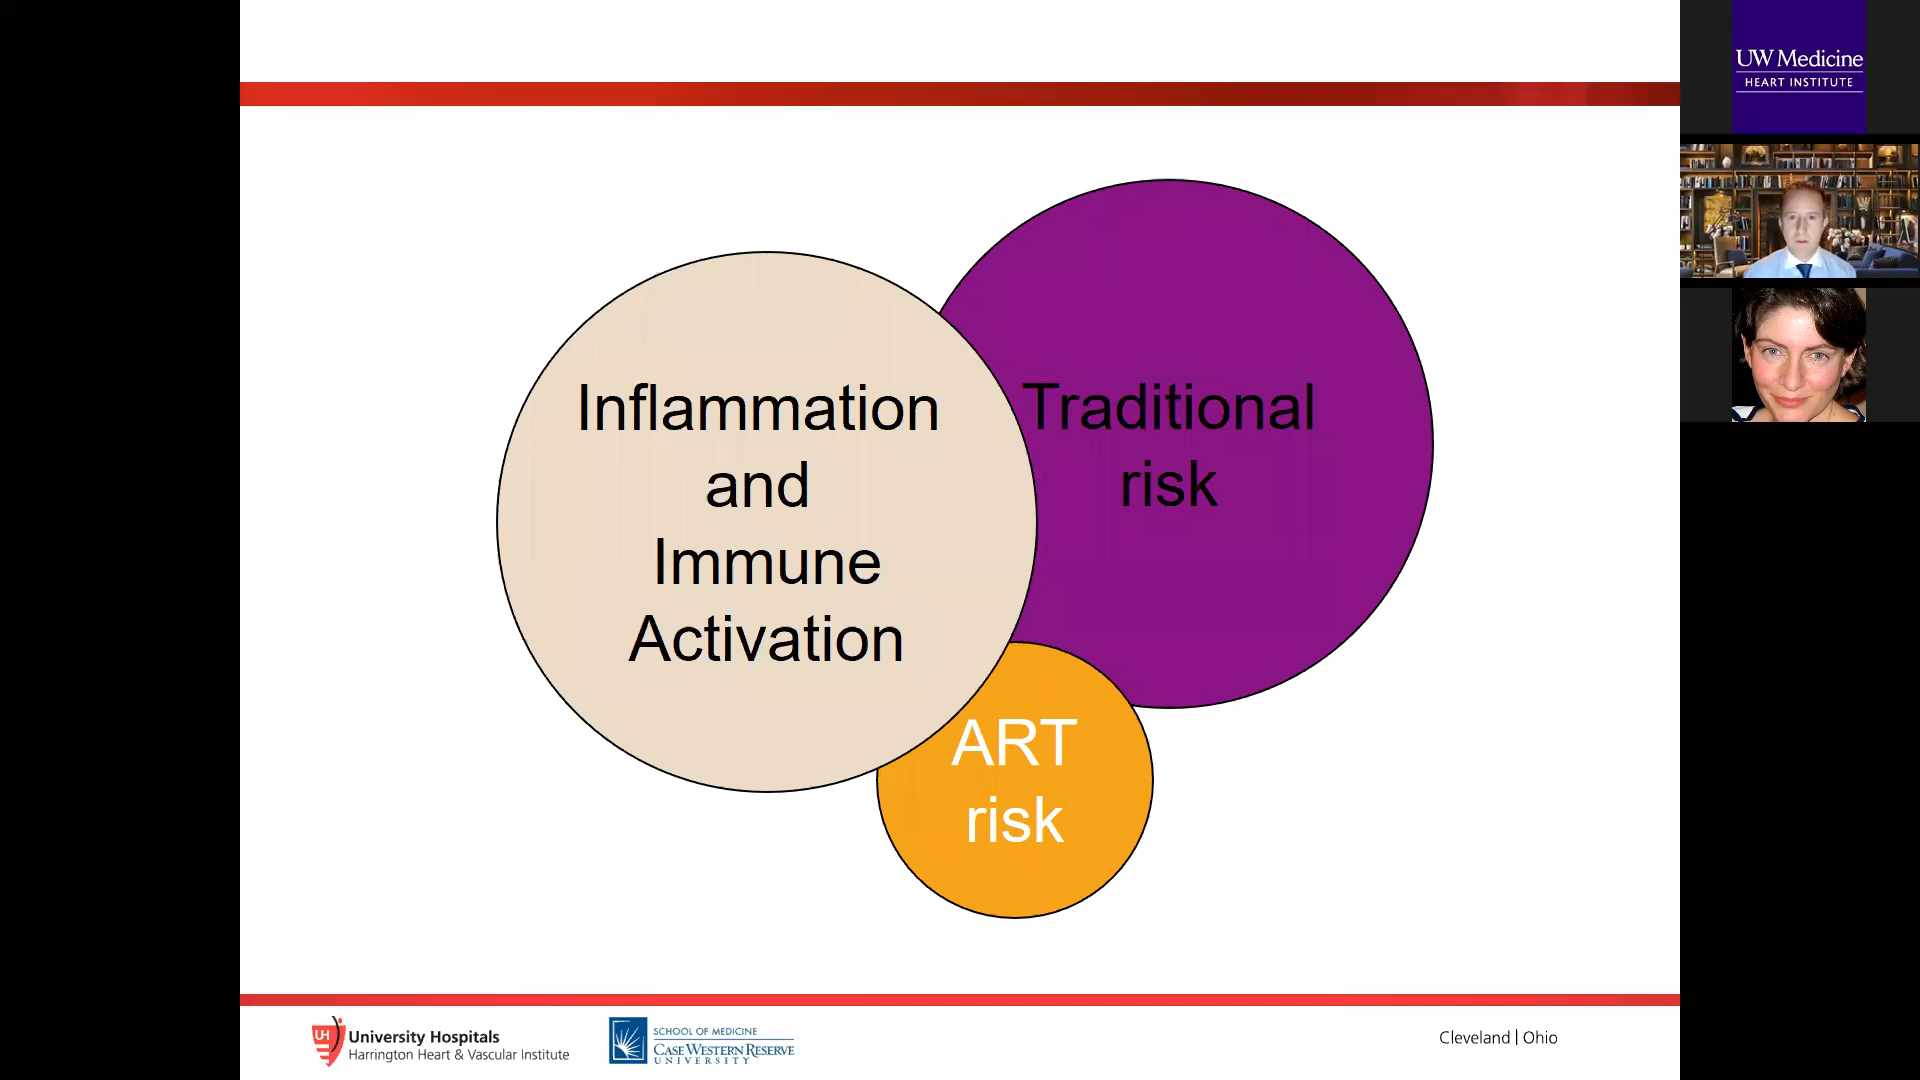 Inflammation
and
Immune
Activation
Traditional
risk
ART
risk
UH
University Hospitals
Harrington Heart & Vascular Institute
SCHOOL OF MEDICINE
CASE WESTERN RESERVE
UNIVERSITY
Cleveland | Ohio
UW Medicine
HEART INSTITUTE